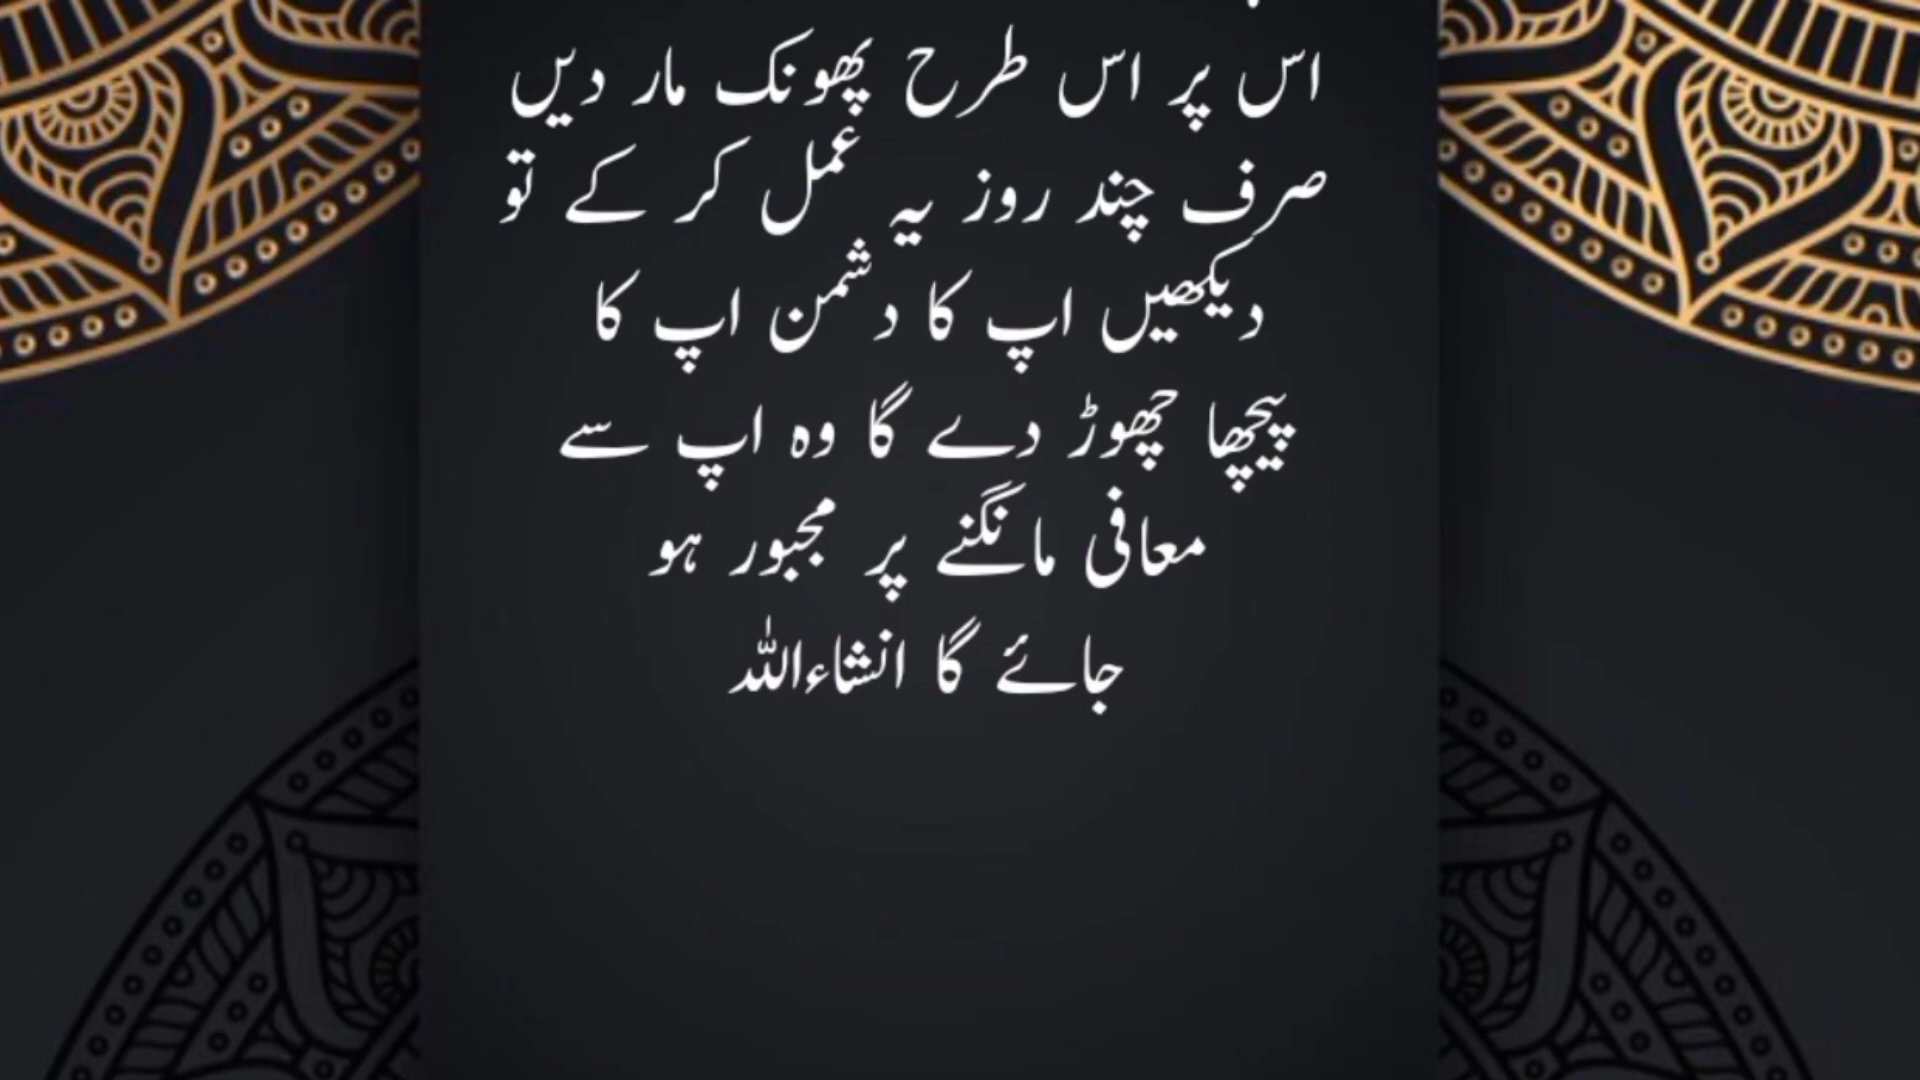 اس پر اس طرح پھونک مار دیں
صرف چند روز یہ عمل کر کے تو
دیکھیں اپ کا دشمن اپ کا
پیچھا چھوڑ دے گا وہ اپ سے
معافی مانگنے پر مجبور ہو
جائے گا انشاءاللہ